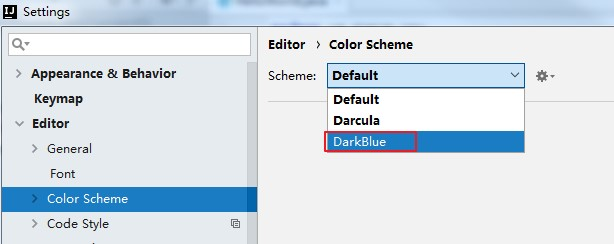 IJ Settings
Editor › Color Scheme
Scheme: Default
Default
Darcula
DarkBlue
Appearance & Behavior
Keymap
Editor
General
Font
Color Scheme
Code Style